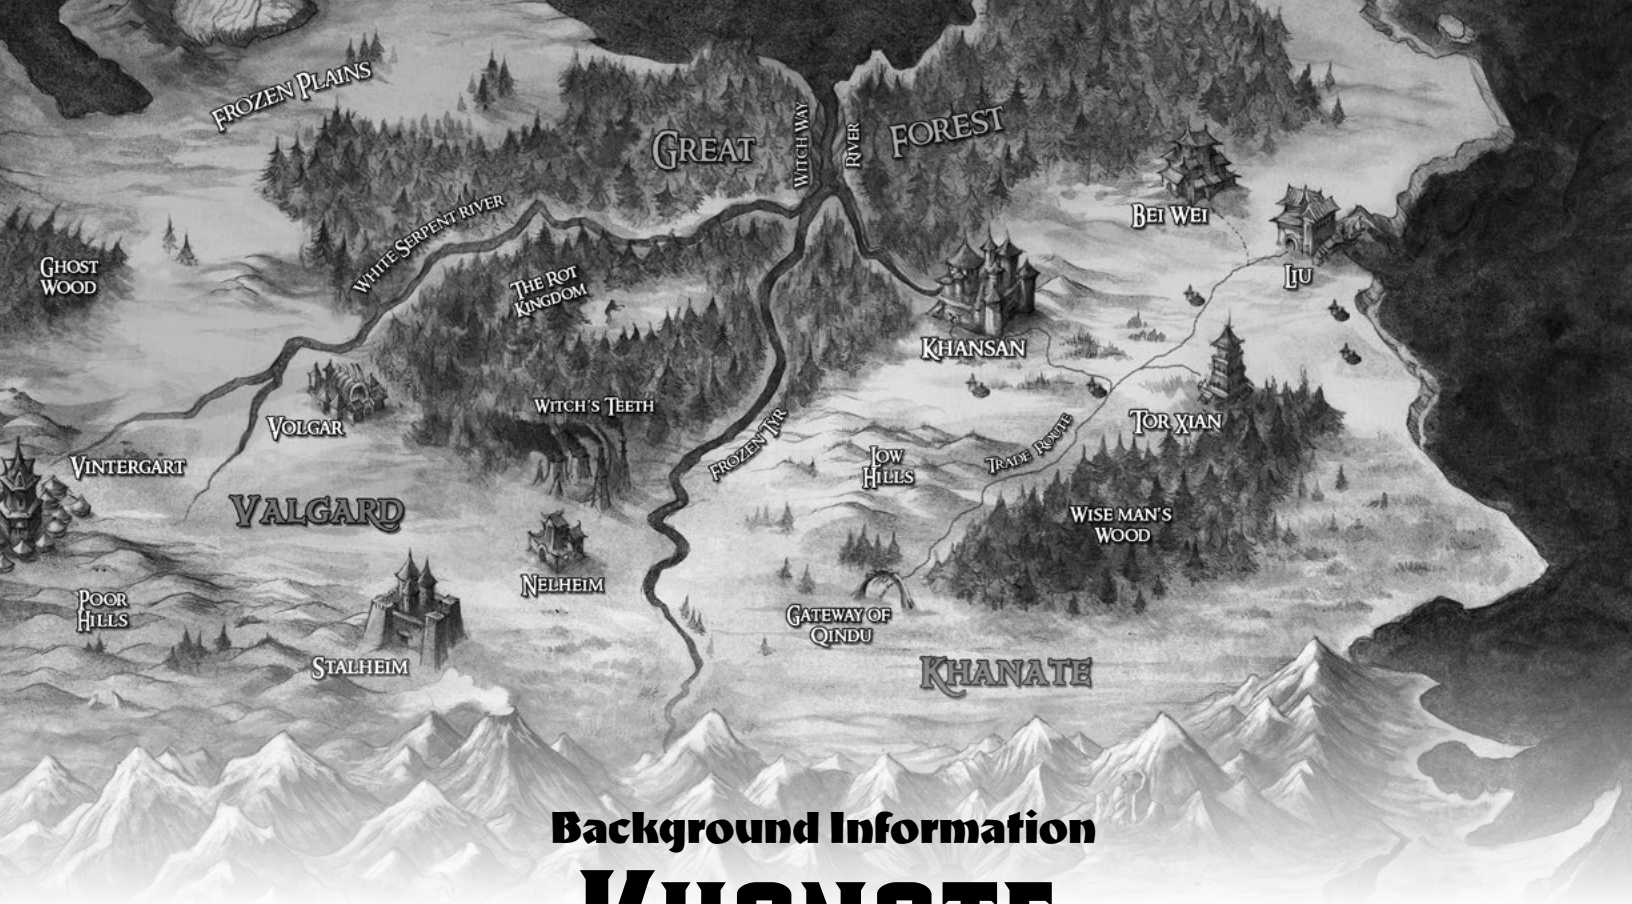 FROZEN PLAINS
GREAT
WITCH WAY
RIVER
FOREST
WHITE SERPENT RIVER
BEI WEI
GHOST
WOOD
THE ROT
KINGDOM
LIU
KHANSAN
VOLGAR
WITCH'S TEETH
FROZEN TYR
TOR XIAN
TRADE ROUTE
VINTERGART
LOW
HILLS
VALGARD
WISE MAN'S
WOOD
NELHEIM
POOR
HILLS
GATEWAY OF
QINDU
STALHEIM
KHANATE
Background Information
KHANATE